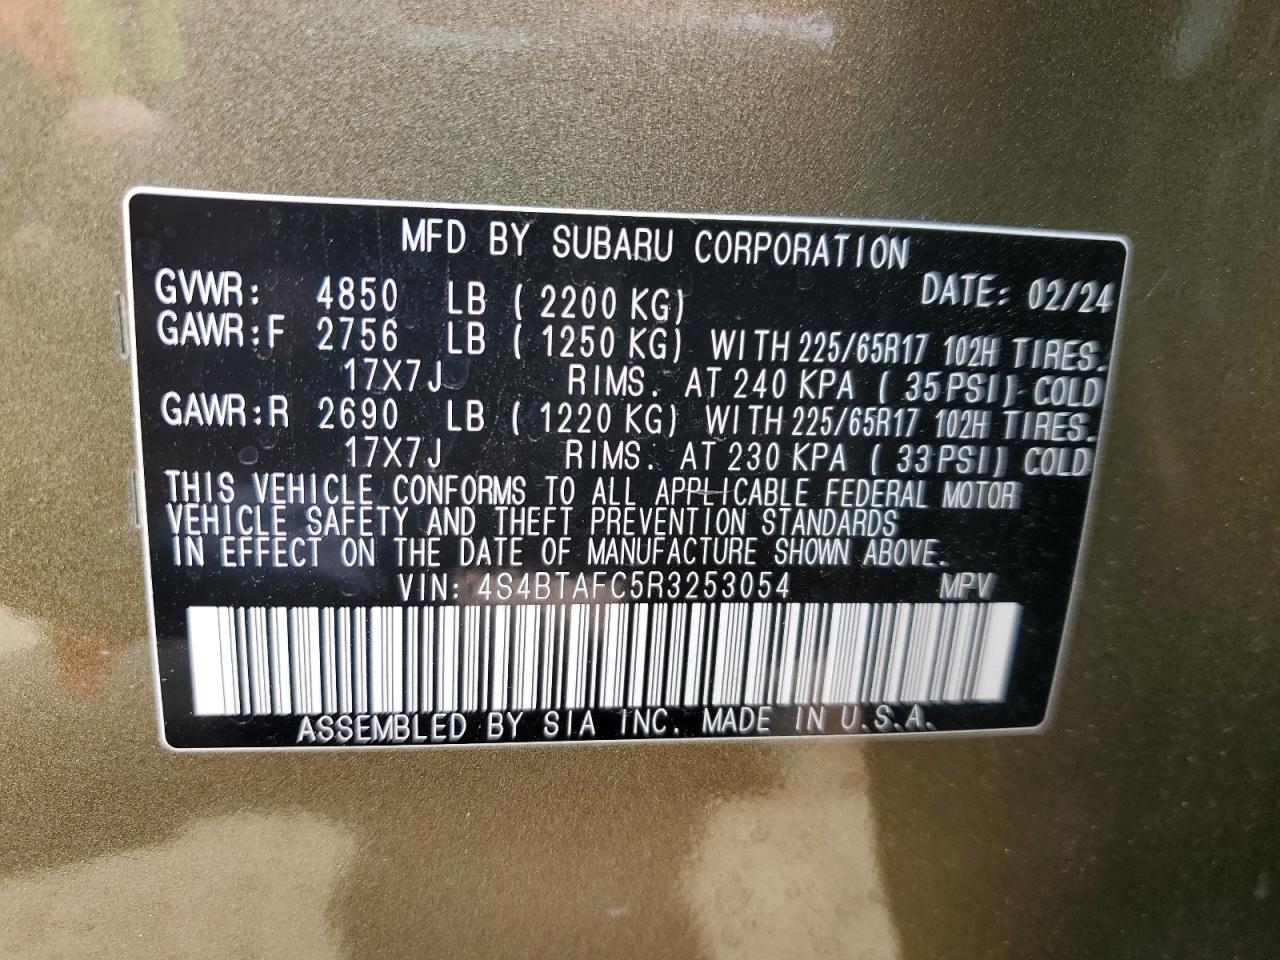 MFD BY SUBARU CORPORATION
GVWR: 4850 LB ( 2200 KG) DATE: 02/24
GAWR:F 2756 LB ( 1250 KG) WITH 225/65R17 102H TIRES.
17X7J RIMS. AT 240 KPA ( 35 PSI) COLD
GAWR:R 2690 LB ( 1220 KG) WITH 225/65R17 102H TIRES.
17X7J RIMS. AT 230 KPA ( 33 PSI) COLD
THIS VEHICLE CONFORMS TO ALL APPLICABLE FEDERAL MOTOR
VEHICLE SAFETY AND THEFT PREVENTION STANDARDS
IN EFFECT ON THE DATE OF MANUFACTURE SHOWN ABOVE.
VIN: 4S4BTAFC5R3253054 MPV
ASSEMBLED BY SIA INC. MADE IN U.S.A.